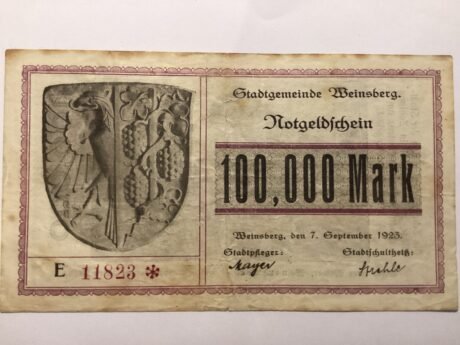 Stadtgemeinde Weinsberg.
Notgeldschein
100,000 Mark
Weinsberg, den 7. September 1923.
Stadtpfleger: Stadtschultheiß:
Mayer
E 11823 *